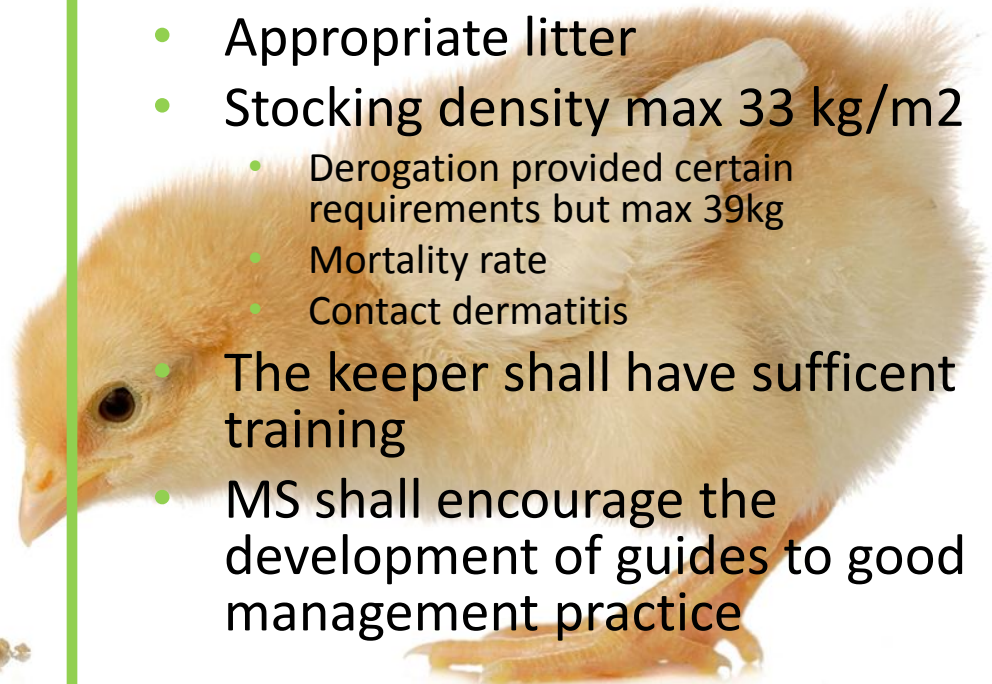 • Appropriate litter
• Stocking density max 33 kg/m2
• Derogation provided certain
requirements but max 39kg
• Mortality rate
• Contact dermatitis
• The keeper shall have sufficent
training
• MS shall encourage the
development of guides to good
management practice